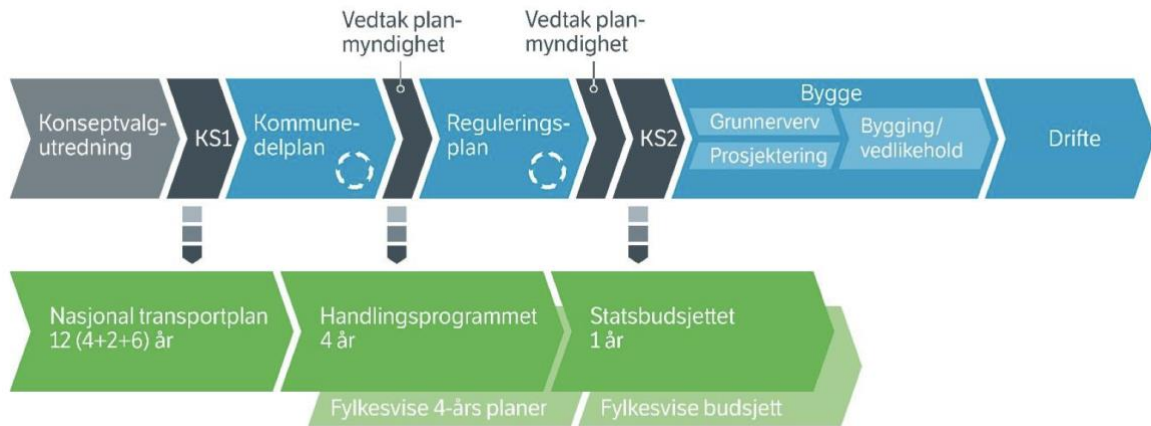 Vedtak plan-
myndighet
Vedtak plan-
myndighet
Konseptvalg-
utredning
KS1
Kommune-
delplan
Regulerings-
plan
KS2
Bygge
Grunnerverv
Prosjektering
Bygging/
vedlikehold
Drifte
Nasjonal transportplan
12 (4+2+6) år
Handlingsprogrammet
4 år
Statsbudsjettet
1 år
Fylkesvise 4-års planer
Fylkesvise budsjett